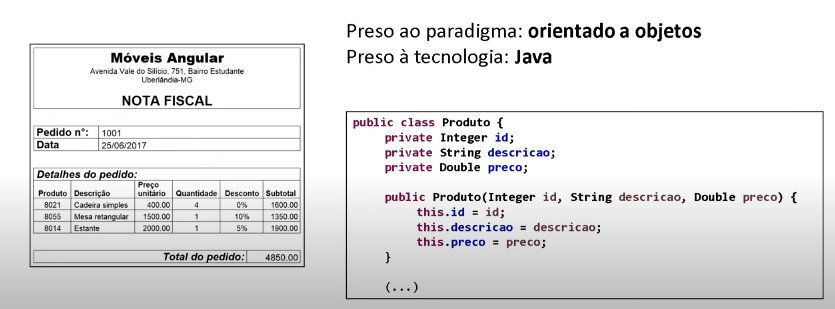 Preso ao paradigma: orientado a objetos
Preso à tecnologia: Java
Móveis Angular
Avenida Vale do Silício, 751, Bairro Estudante
Uberlândia-MG
NOTA FISCAL
Pedido n°: 1001
Data 25/06/2017
Detalhes do pedido:
Produto Descrição Preço unitário Quantidade Desconto Subtotal
8021 Cadeira simples 400.00 4 0% 1600.00
8055 Mesa retangular 1500.00 1 10% 1350.00
8014 Estante 2000.00 1 5% 1900.00
Total do pedido: 4850.00
public class Produto {
private Integer id;
private String descricao;
private Double preco;
public Produto(Integer id, String descricao, Double preco) {
this.id = id;
this.descricao = descricao;
this.preco = preco;
}
(...)